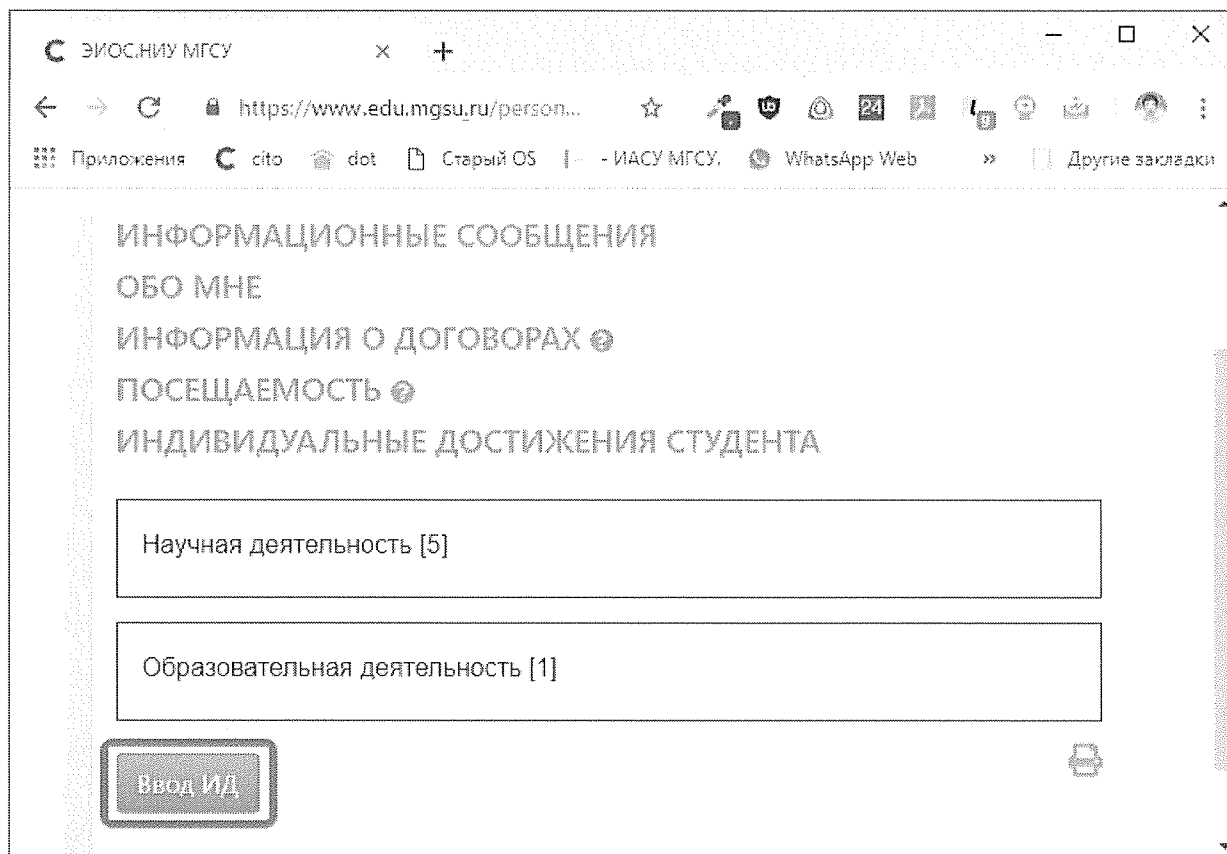 ЭИОС.НИУ МГСУ
https://www.edu.mgsu.ru/person...
24
g
Приложения cito dot Старый OS - ИАСУ МГСУ. WhatsApp Web » Другие закладки
ИНФОРМАЦИОННЫЕ СООБЩЕНИЯ
ОБО МНЕ
ИНФОРМАЦИЯ О ДОГОВОРАХ ?
ПОСЕЩАЕМОСТЬ ?
ИНДИВИДУАЛЬНЫЕ ДОСТИЖЕНИЯ СТУДЕНТА
Научная деятельность [5]
Образовательная деятельность [1]
Ввод ИД